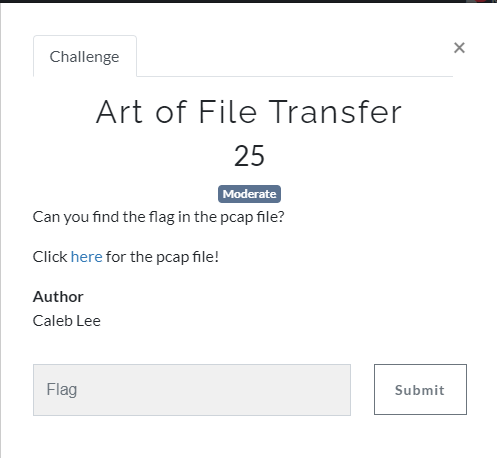 Challenge
×
Art of File Transfer
25
Moderate
Can you find the flag in the pcap file?
Click here for the pcap file!
Author
Caleb Lee
Flag
Submit